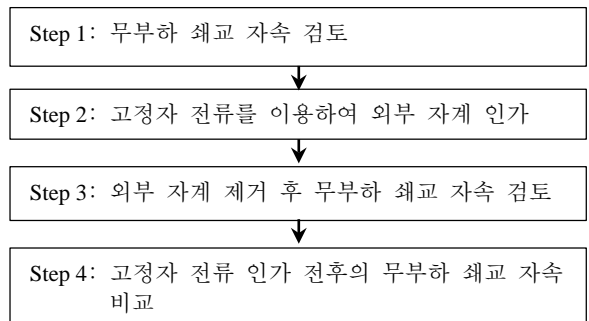 Step 1: 무부하 쇄교 자속 검토
Step 2: 고정자 전류를 이용하여 외부 자계 인가
Step 3: 외부 자계 제거 후 무부하 쇄교 자속 검토
Step 4: 고정자 전류 인가 전후의 무부하 쇄교 자속
비교